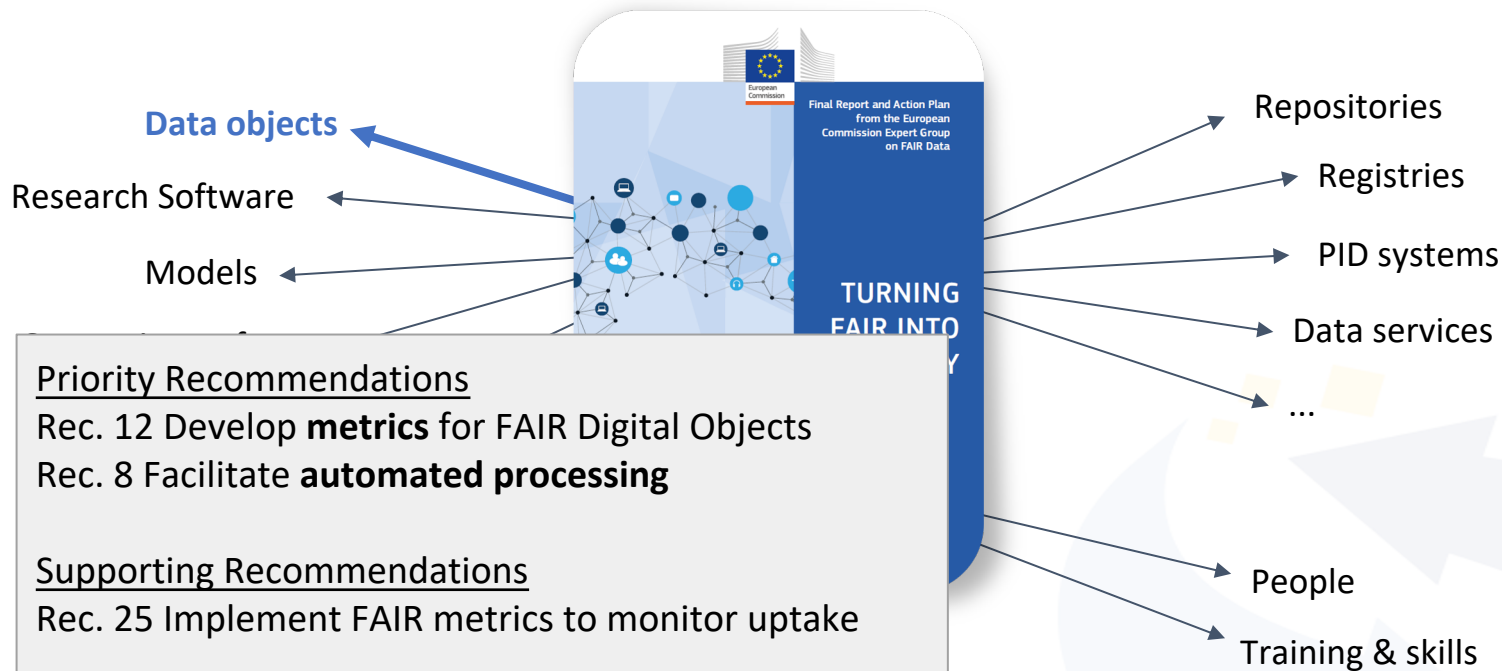 European
Commission
Final Report and Action Plan
from the European
Commission Expert Group
on FAIR Data
TURNING
FAIR INTO
Y
Data objects
Research Software
Models
Repositories
Registries
PID systems
Data services
...
People
Training & skills
Priority Recommendations
Rec. 12 Develop metrics for FAIR Digital Objects
Rec. 8 Facilitate automated processing
Supporting Recommendations
Rec. 25 Implement FAIR metrics to monitor uptake